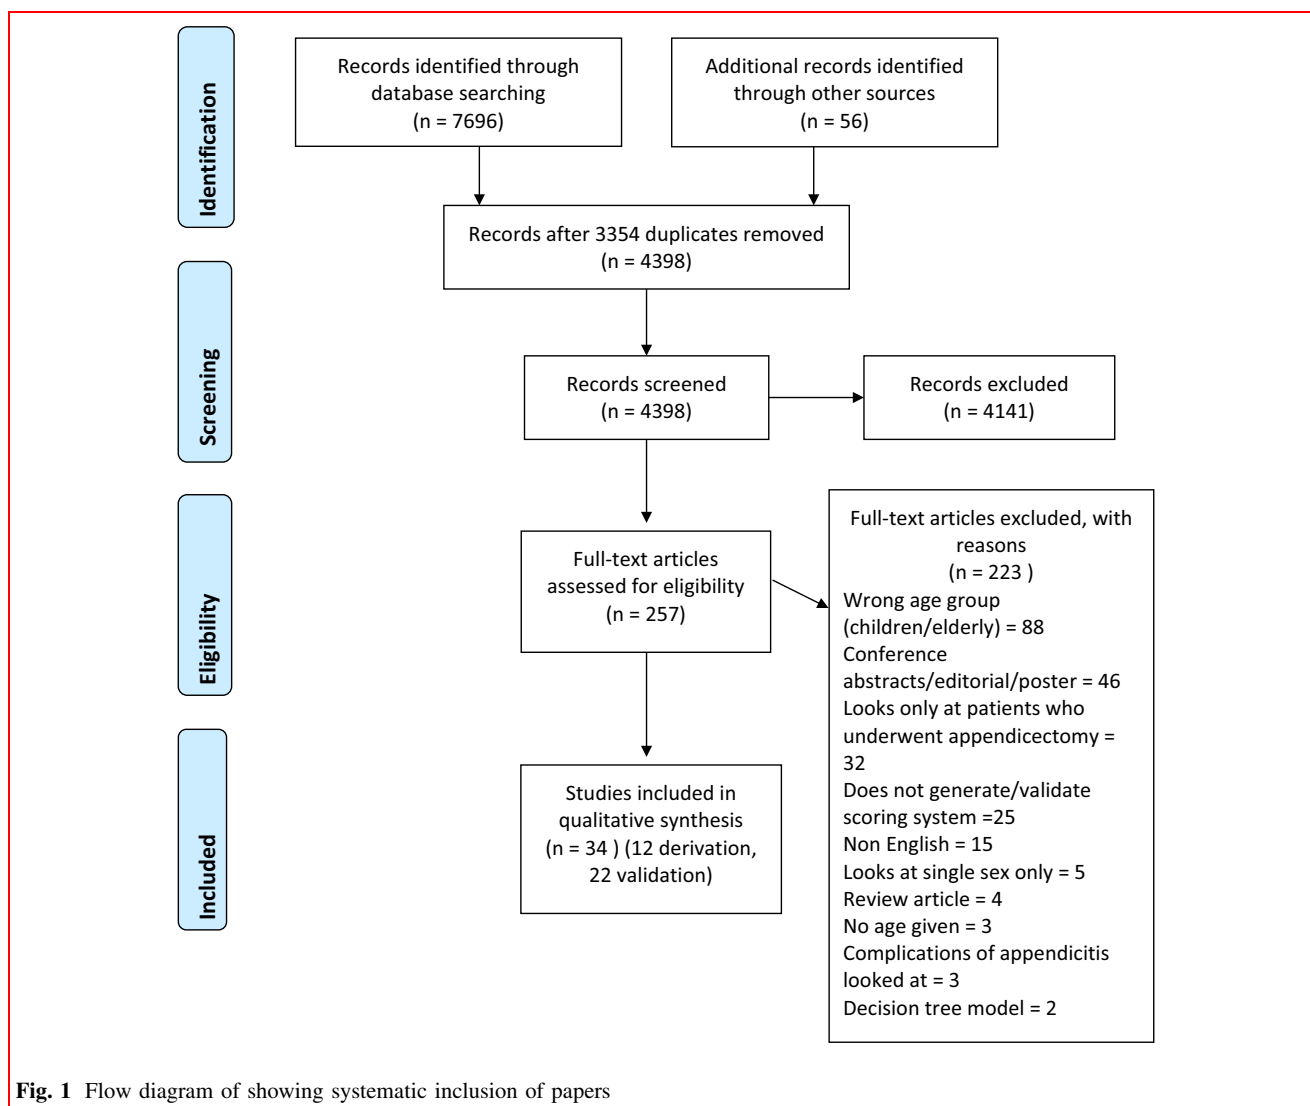 Identification
Records identified through
database searching
(n = 7696)
Additional records identified
through other sources
(n = 56)
Records after 3354 duplicates removed
(n = 4398)
Screening
Records screened
(n = 4398)
Records excluded
(n = 4141)
Eligibility
Full-text articles
assessed for eligibility
(n = 257)
Full-text articles excluded, with
reasons
(n = 223 )
Wrong age group
(children/elderly) = 88
Conference
abstracts/editorial/poster = 46
Looks only at patients who
underwent appendicectomy =
32
Does not generate/validate
scoring system =25
Non English = 15
Looks at single sex only = 5
Review article = 4
No age given = 3
Complications of appendicitis
looked at = 3
Decision tree model = 2
Included
Studies included in
qualitative synthesis
(n = 34 ) (12 derivation,
22 validation)
Fig. 1 Flow diagram of showing systematic inclusion of papers